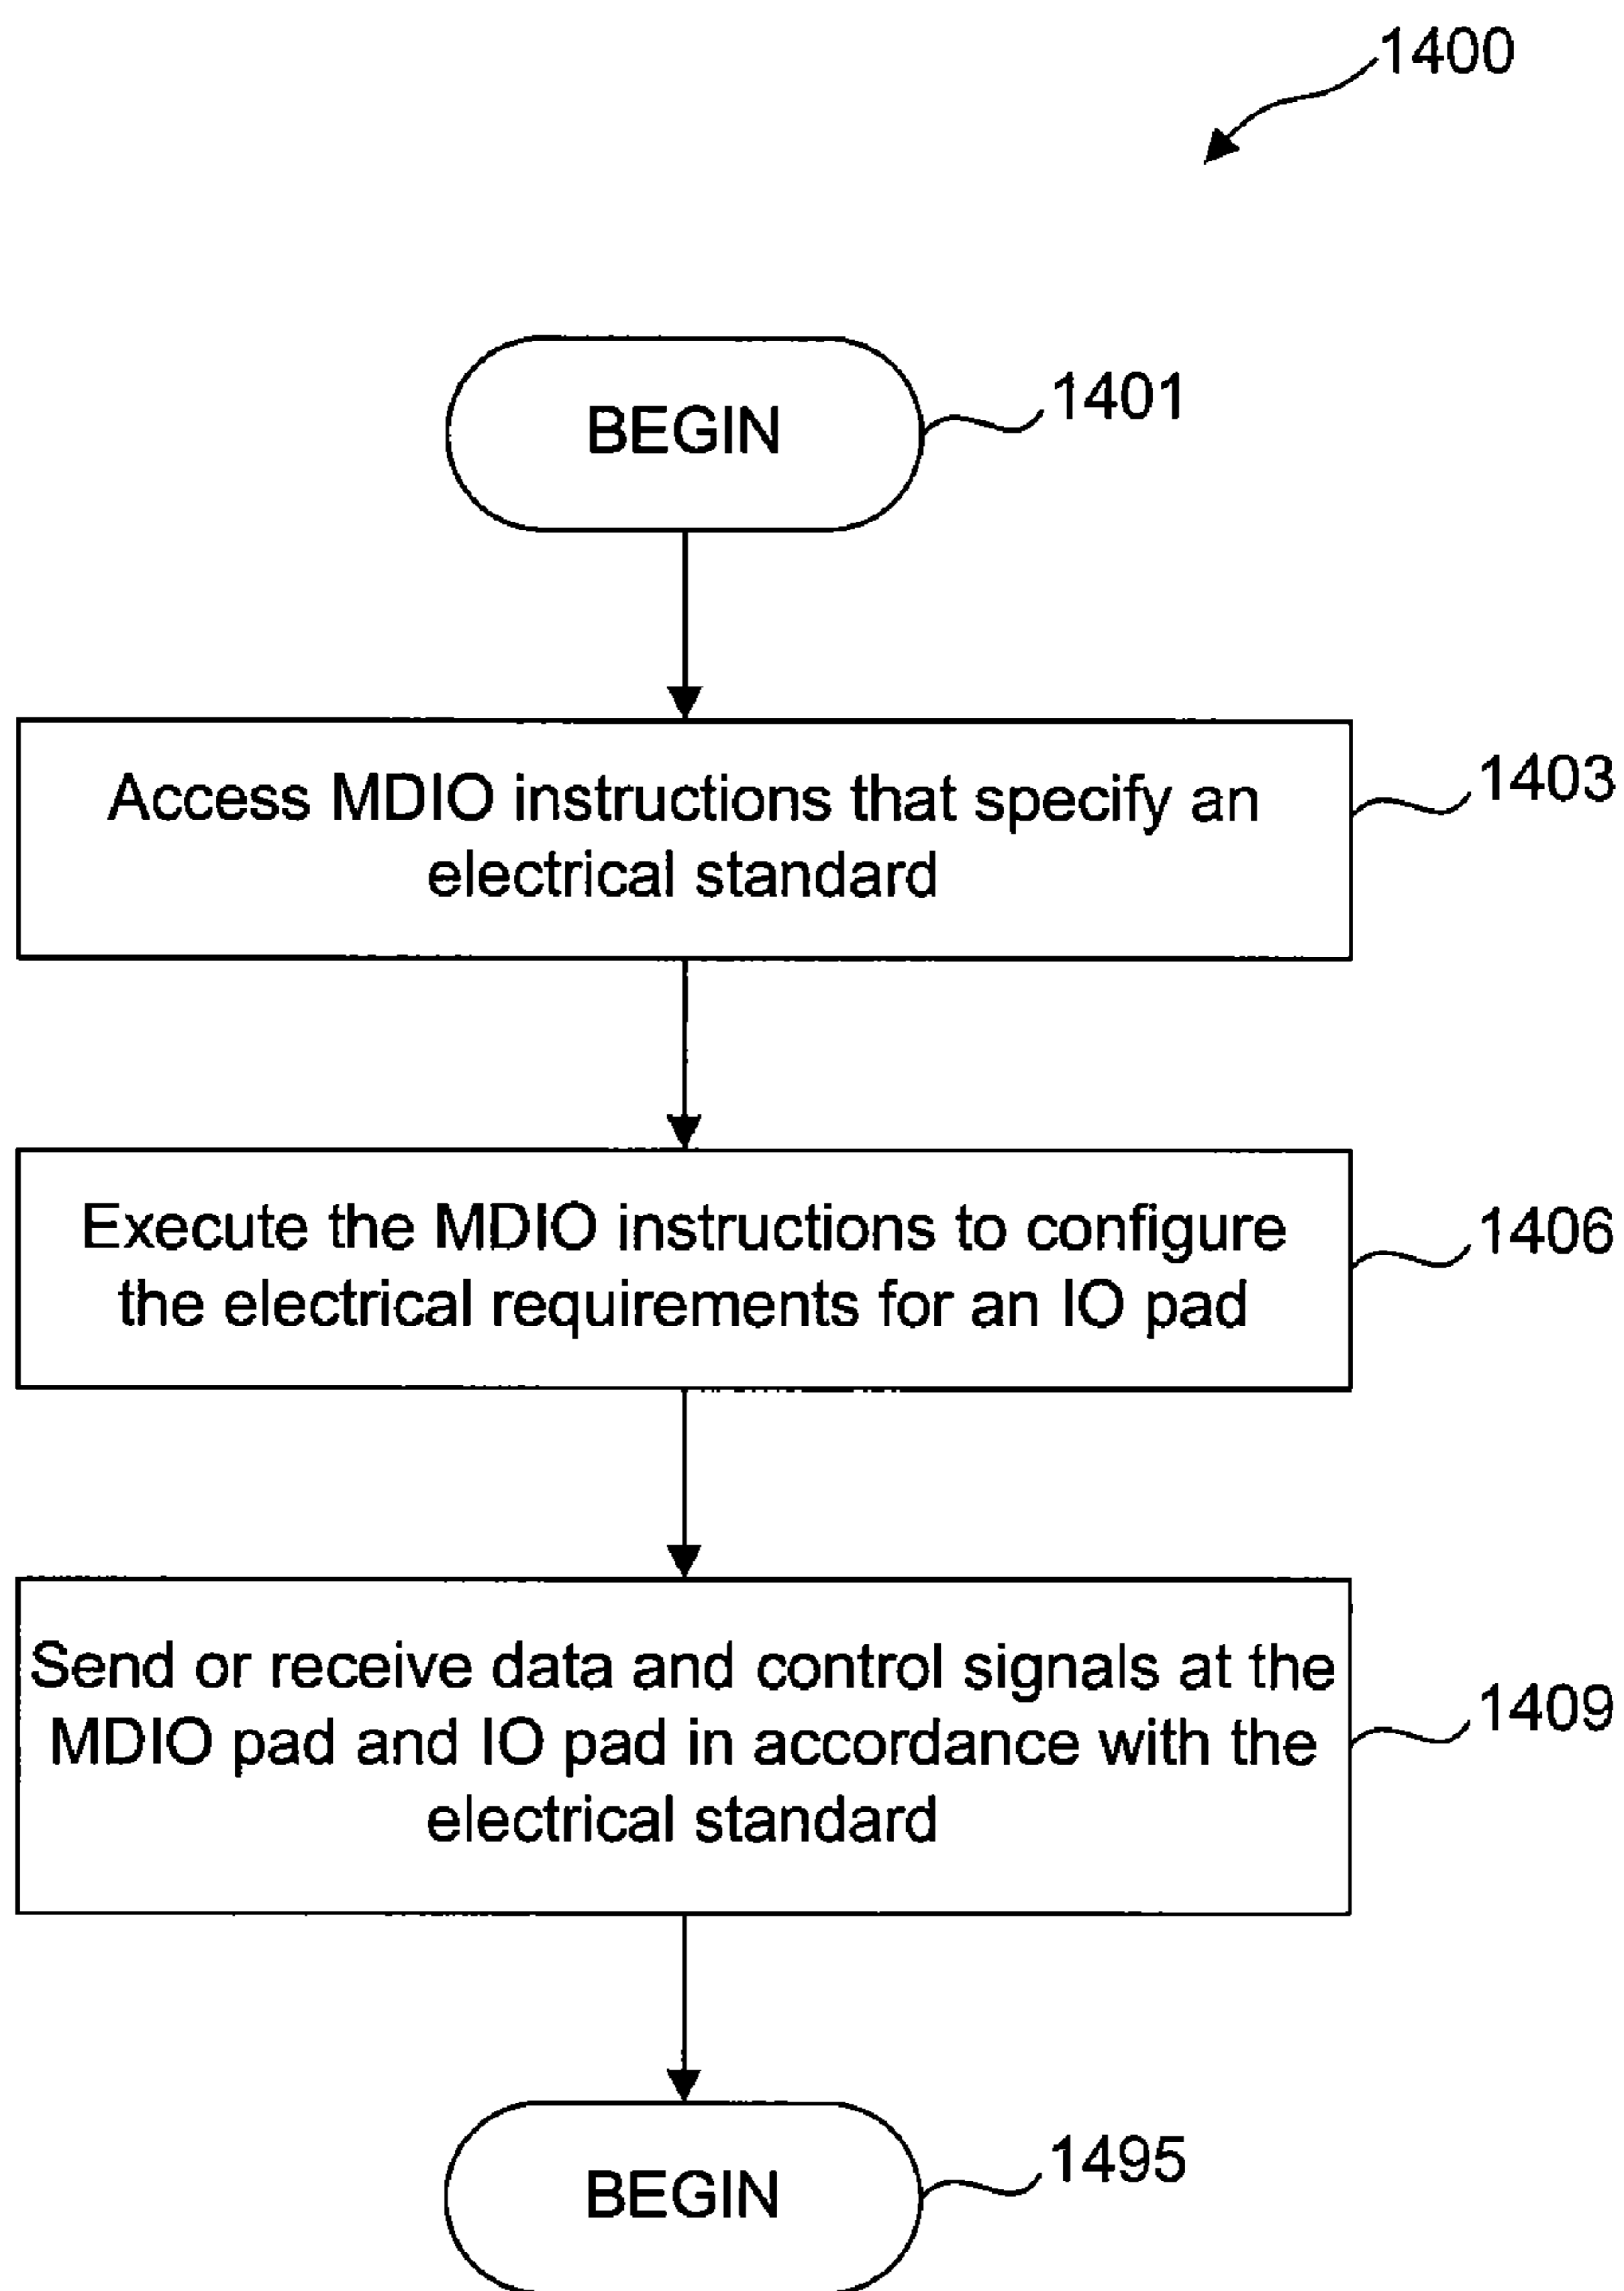 1400
BEGIN
1401
Access MDIO instructions that specify an
electrical standard
1403
Execute the MDIO instructions to configure
the electrical requirements for an IO pad
1406
Send or receive data and control signals at the
MDIO pad and IO pad in accordance with the
electrical standard
1409
BEGIN
1495